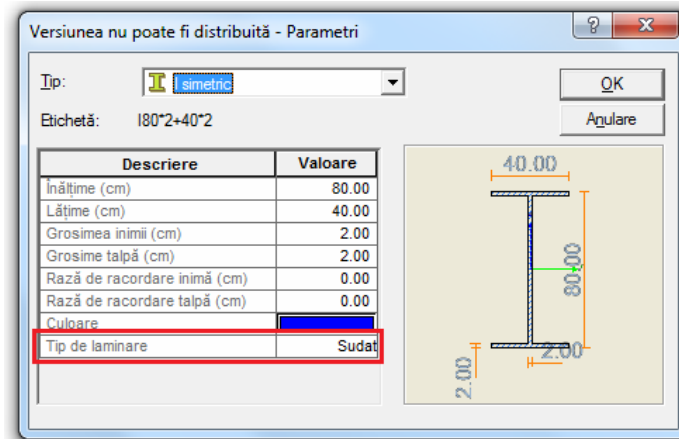 Versiunea nu poate fi distribuită - Parametri
Tip: I simetric OK
Etichetă: I80*2+40*2 Anulare
Descriere Valoare
Înălțime (cm) 80.00
Lățime (cm) 40.00
Grosimea inimii (cm) 2.00
Grosime talpă (cm) 2.00
Rază de racordare inimă (cm) 0.00
Rază de racordare talpă (cm) 0.00
Culoare
Tip de laminare Sudat
40.00
80.00
2.00
2.00